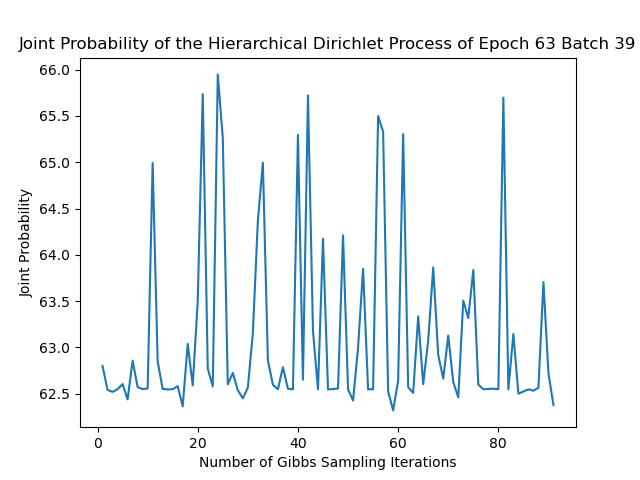 Joint Probability of the Hierarchical Dirichlet Process of Epoch 63 Batch 39
66.0
65.5
65.0
64.5
64.0
63.5
63.0
62.5
Joint Probability
0 20 40 60 80
Number of Gibbs Sampling Iterations